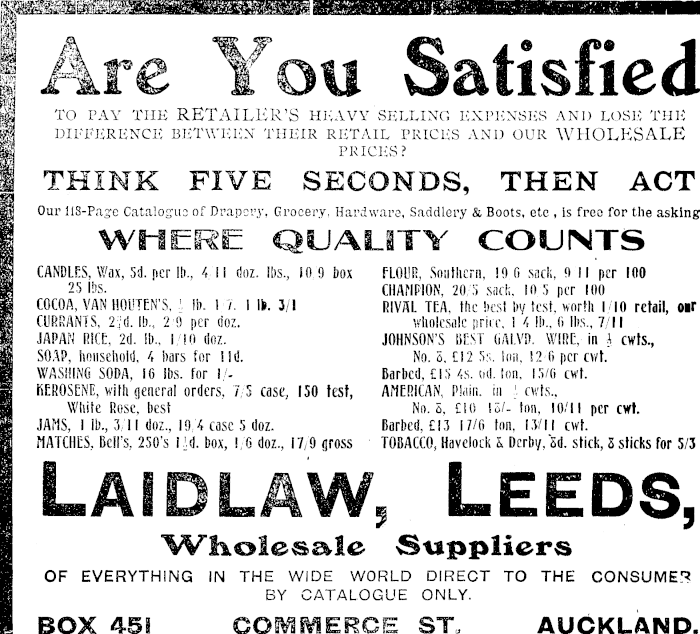 Are You Satisfied
TO PAY THE RETAILER'S HEAVY SELLING EXPENSES AND LOSE THE
DIFFERENCE BETWEEN THEIR RETAIL PRICES AND OUR WHOLESALE
PRICES?
THINK FIVE SECONDS, THEN ACT
Our 118-Page Catalogue of Drapery, Grocery, Hardware, Saddlery & Boots, etc, is free for the asking
WHERE QUALITY COUNTS
CANDLES, Wax, 5d. per lb., 4/11 doz. lbs., 10/9 box
25 lbs.
COCOA, VAN HOUTEN'S, lb. 1/7. 1 lb. 3/1
CURRANTS, lb., 2/9 per doz.
JAPAN RICE, 2d. lb., 1/10 doz.
SOAP, household, 4 bars for 11d.
WASHING SODA, 16 lbs. for 1/-
KEROSENE, with general orders, 7/5 case, 150 test,
White Rose, best
JAMS, 1 lb., 3/11 doz., 19/4 case 5 doz.
MATCHES, Bell's, 250's box, 1/6 doz., 17/9 gross
FLOUR, Southern, 19/6 sack, 9/11 per 100
CHAMPION, 20/5 sack, 10/5 per 100
RIVAL TEA, the best by test, worth 1/10 retail, our
wholesale price, 1/4 lb., 6 lbs., 7/11
JOHNSON'S BEST GALVD. WIRE, in cwts.,
No. 8, £12 5s. ton, 12/6 per cwt.
Barbed, £15 4s. ton, 15/6 cwt.
AMERICAN, Plain, in cwts.,
No. 8, £10 ton, 10/11 per cwt.
Barbed, £13 17/6 ton, 13/11 cwt.
TOBACCO, Havelock & Derby, stick, 8 sticks for 5/3
LAIDLAW, LEEDS,
Wholesale Suppliers
OF EVERYTHING IN THE WIDE WORLD DIRECT TO THE CONSUMER
BY CATALOGUE ONLY.
BOX 451 COMMERCE ST. AUCKLAND.